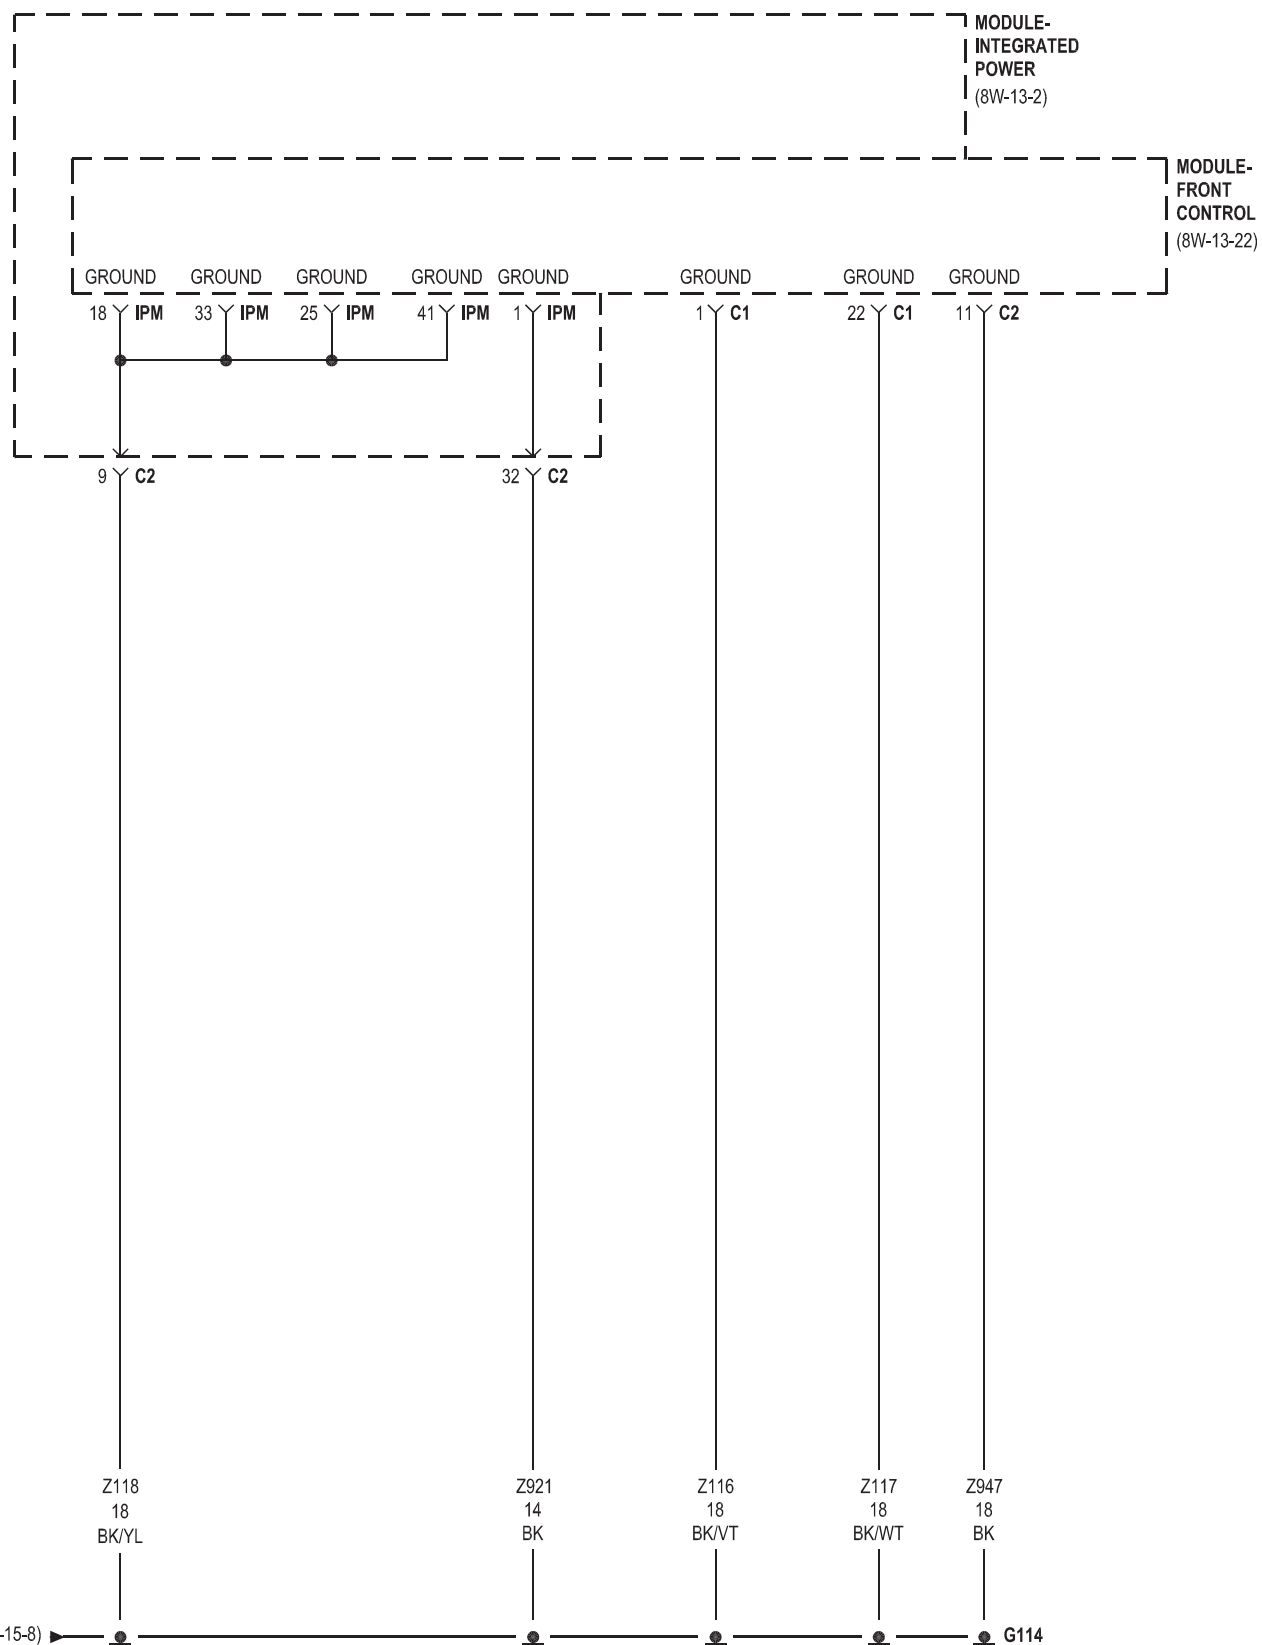 MODULE-
INTEGRATED
POWER
(8W-13-2)
MODULE-
FRONT
CONTROL
(8W-13-22)
GROUND GROUND GROUND GROUND GROUND GROUND GROUND GROUND
18 IPM 33 IPM 25 IPM 41 IPM 1 IPM 1 C1 22 C1 11 C2
9 C2 32 C2
Z118 Z921 Z116 Z117 Z947
18 14 18 18 18
BK/YL BK BK/VT BK/WT BK
-15-8) G114